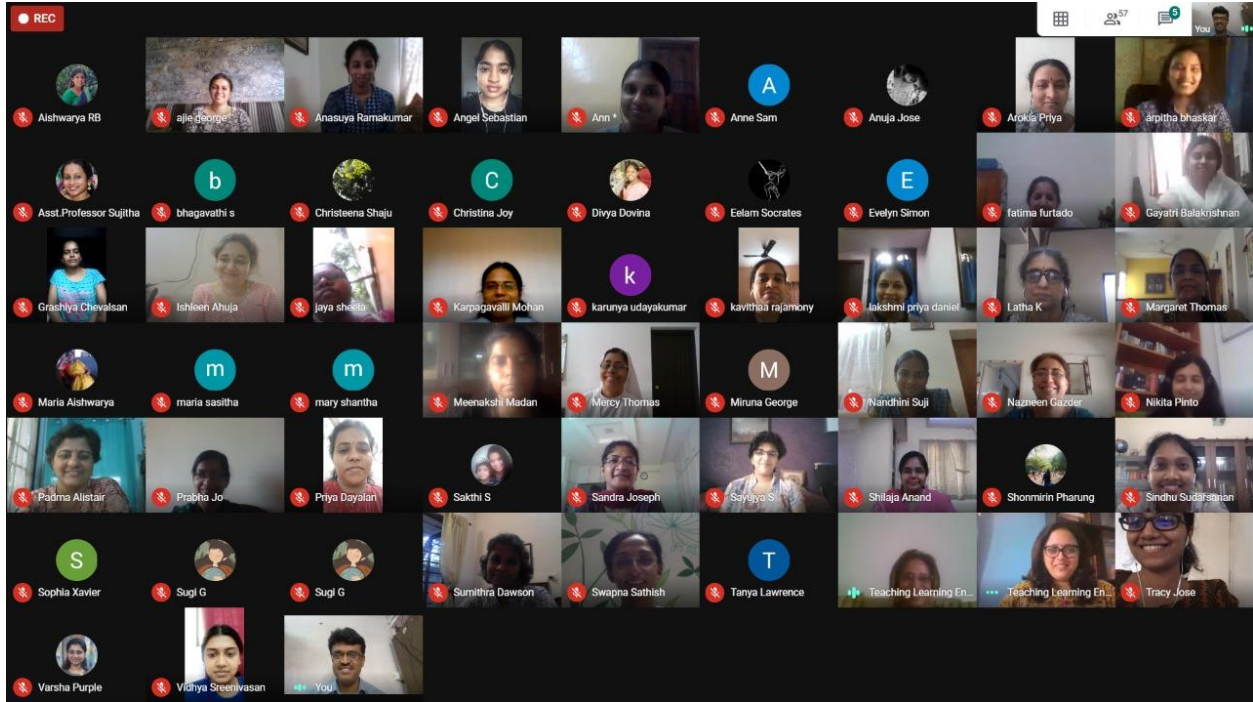 REC
57
5
You
Aishwarya RB
ajie george
Anasuya Ramakumar
Angel Sebastian
Ann *
A
Anne Sam
Anuja Jose
Arokia Priya
arpitha bhaskar
Asst.Professor Sujitha
b
bhagavathi s
Christeena Shaju
C
Christina Joy
Divya Dovina
Eelam Socrates
E
Evelyn Simon
fatima furtado
Gayatri Balakrishnan
Grashiya Chevalsan
Ishleen Ahuja
jaya sheela
Karpagavalli Mohan
k
karunya udayakumar
kavithaa rajamony
lakshmi priya daniel
Latha K
Margaret Thomas
Maria Aishwarya
m
maria sasitha
m
mary shantha
Meenakshi Madan
Mercy Thomas
M
Miruna George
Nandhini Suji
Nazneen Gazder
Nikita Pinto
Padma Alistair
Prabha Jo
Priya Dayalan
Sakthi S
Sandra Joseph
Sayujya S
Shilaja Anand
Shonmirin Pharung
Sindhu Sudarsanan
S
Sophia Xavier
Sugi G
Sugi G
Sumithra Dawson
Swapna Sathish
T
Tanya Lawrence
Teaching Learning En...
Teaching Learning En...
Tracy Jose
Varsha Purple
Vidhya Sreenivasan
You